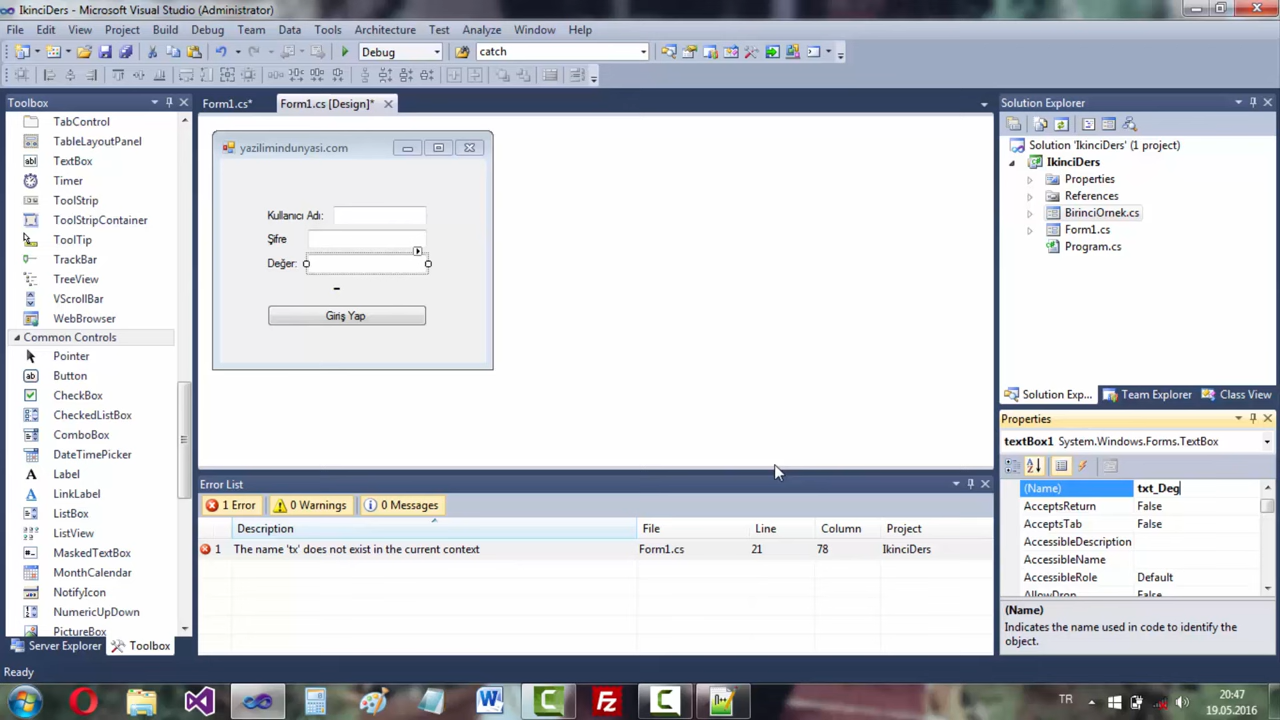 IkinciDers - Microsoft Visual Studio (Administrator)
File Edit View Project Build Debug Team Data Tools Architecture Test Analyze Window Help
Debug catch
Toolbox
TabControl
TableLayoutPanel
TextBox
Timer
ToolStrip
ToolStripContainer
ToolTip
TrackBar
TreeView
VScrollBar
WebBrowser
Common Controls
Pointer
Button
CheckBox
CheckedListBox
ComboBox
DateTimePicker
Label
LinkLabel
ListBox
ListView
MaskedTextBox
MonthCalendar
NotifyIcon
NumericUpDown
PictureBox
Server Explorer Toolbox
Form1.cs* Form1.cs [Design]*
yazilimindunyasi.com
Kullanıcı Adı:
Şifre
Değer:
-
Giriş Yap
Error List
1 Error 0 Warnings 0 Messages
Description File Line Column Project
1 The name 'tx' does not exist in the current context Form1.cs 21 78 IkinciDers
Solution Explorer
Solution 'IkinciDers' (1 project)
IkinciDers
Properties
References
BirinciOrnek.cs
Form1.cs
Program.cs
Solution Exp... Team Explorer Class View
Properties
textBox1 System.Windows.Forms.TextBox
(Name) txt_Deg
AcceptsReturn False
AcceptsTab False
AccessibleDescription
AccessibleName
AccessibleRole Default
AllowDrop False
(Name)
Indicates the name used in code to identify the
object.
Ready
TR
20:47
19.05.2016